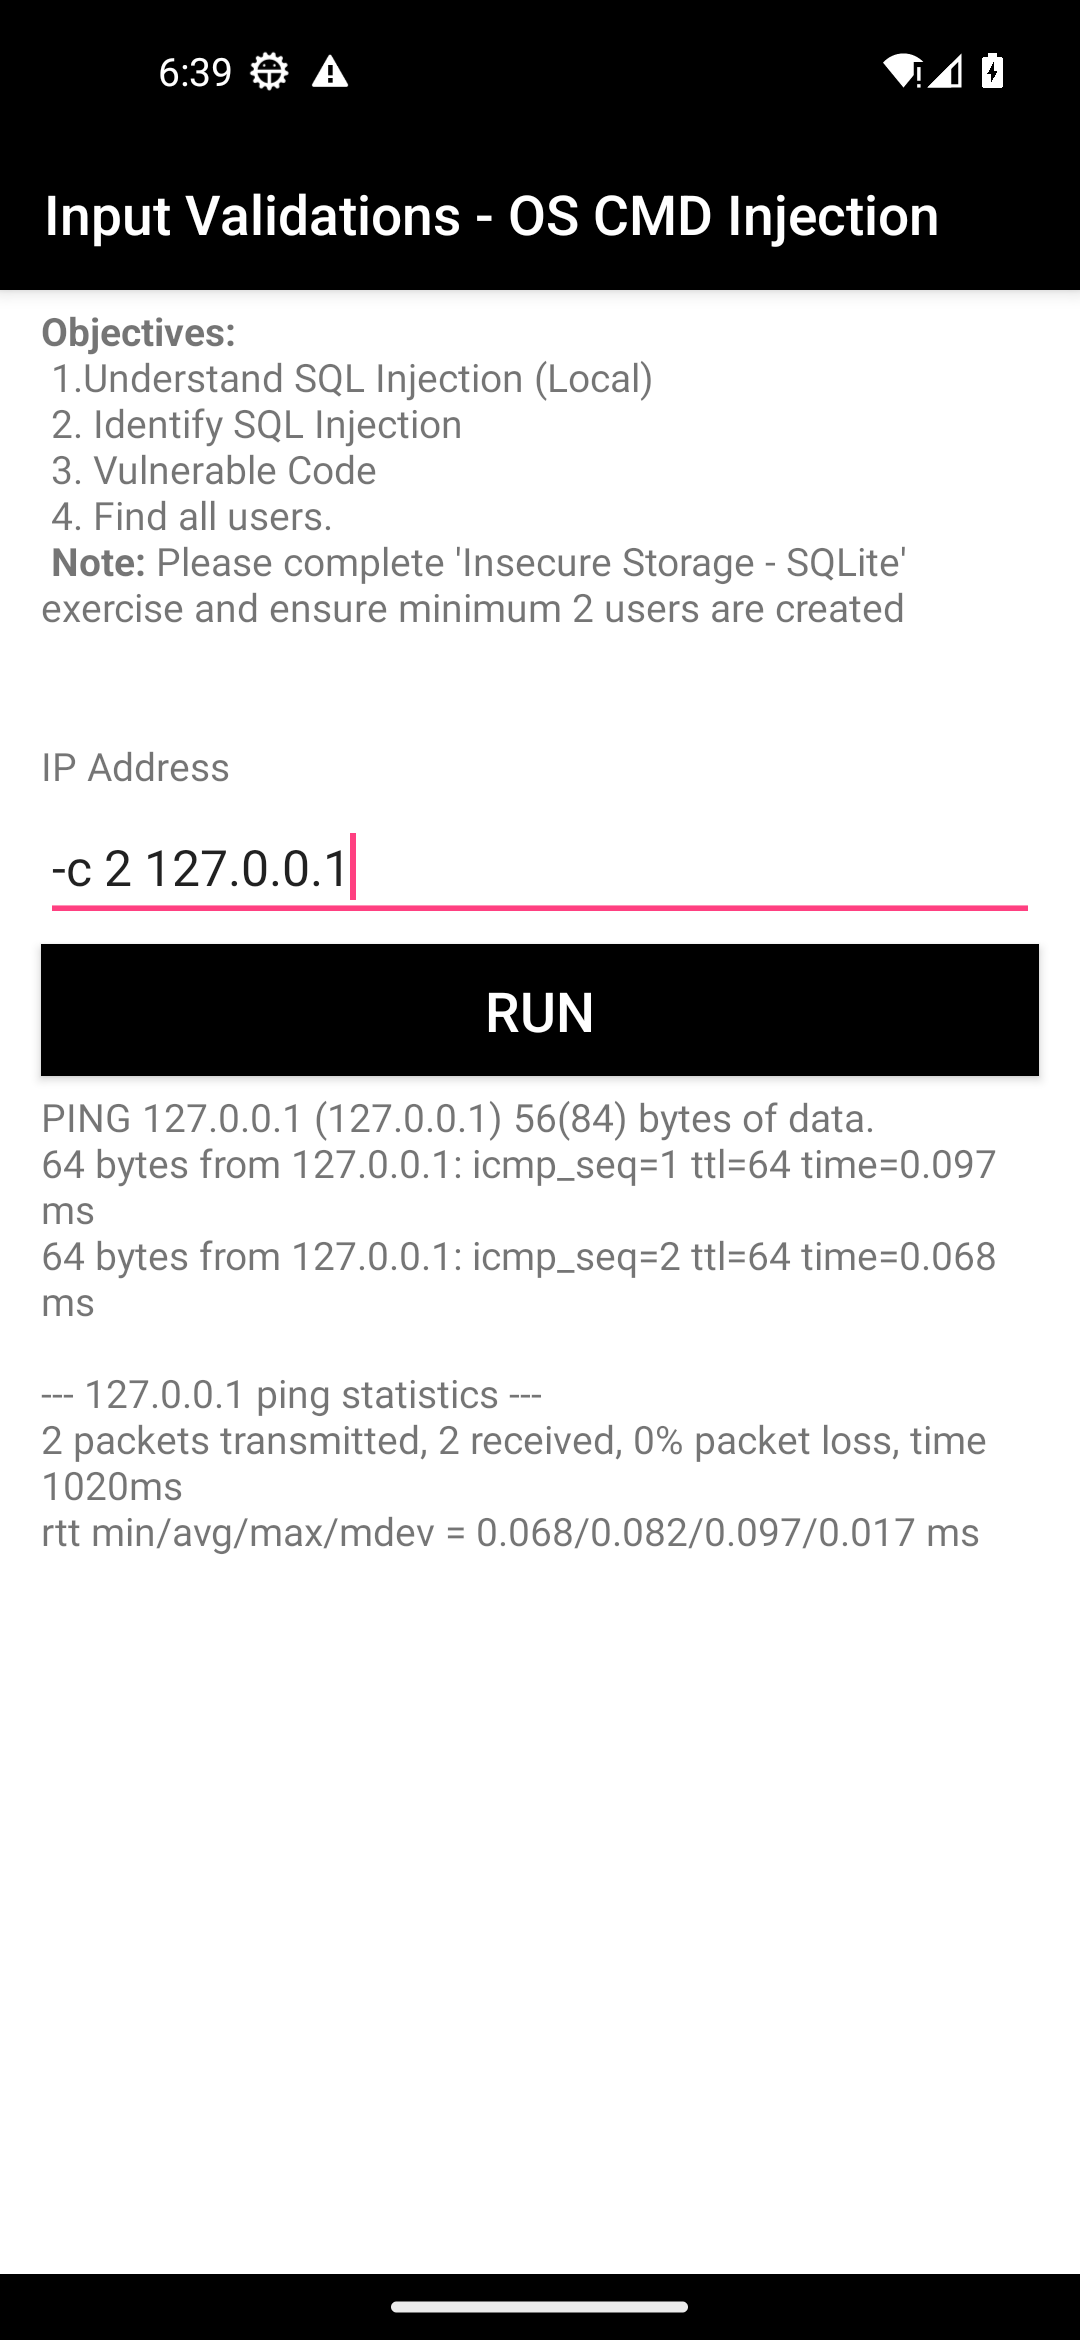 6:39
Input Validations - OS CMD Injection
Objectives:
1.Understand SQL Injection (Local)
2. Identify SQL Injection
3. Vulnerable Code
4. Find all users.
Note: Please complete 'Insecure Storage - SQLite'
exercise and ensure minimum 2 users are created
IP Address
-c 2 127.0.0.1
RUN
PING 127.0.0.1 (127.0.0.1) 56(84) bytes of data.
64 bytes from 127.0.0.1: icmp_seq=1 ttl=64 time=0.097
ms
64 bytes from 127.0.0.1: icmp_seq=2 ttl=64 time=0.068
ms
--- 127.0.0.1 ping statistics ---
2 packets transmitted, 2 received, 0% packet loss, time
1020ms
rtt min/avg/max/mdev = 0.068/0.082/0.097/0.017 ms